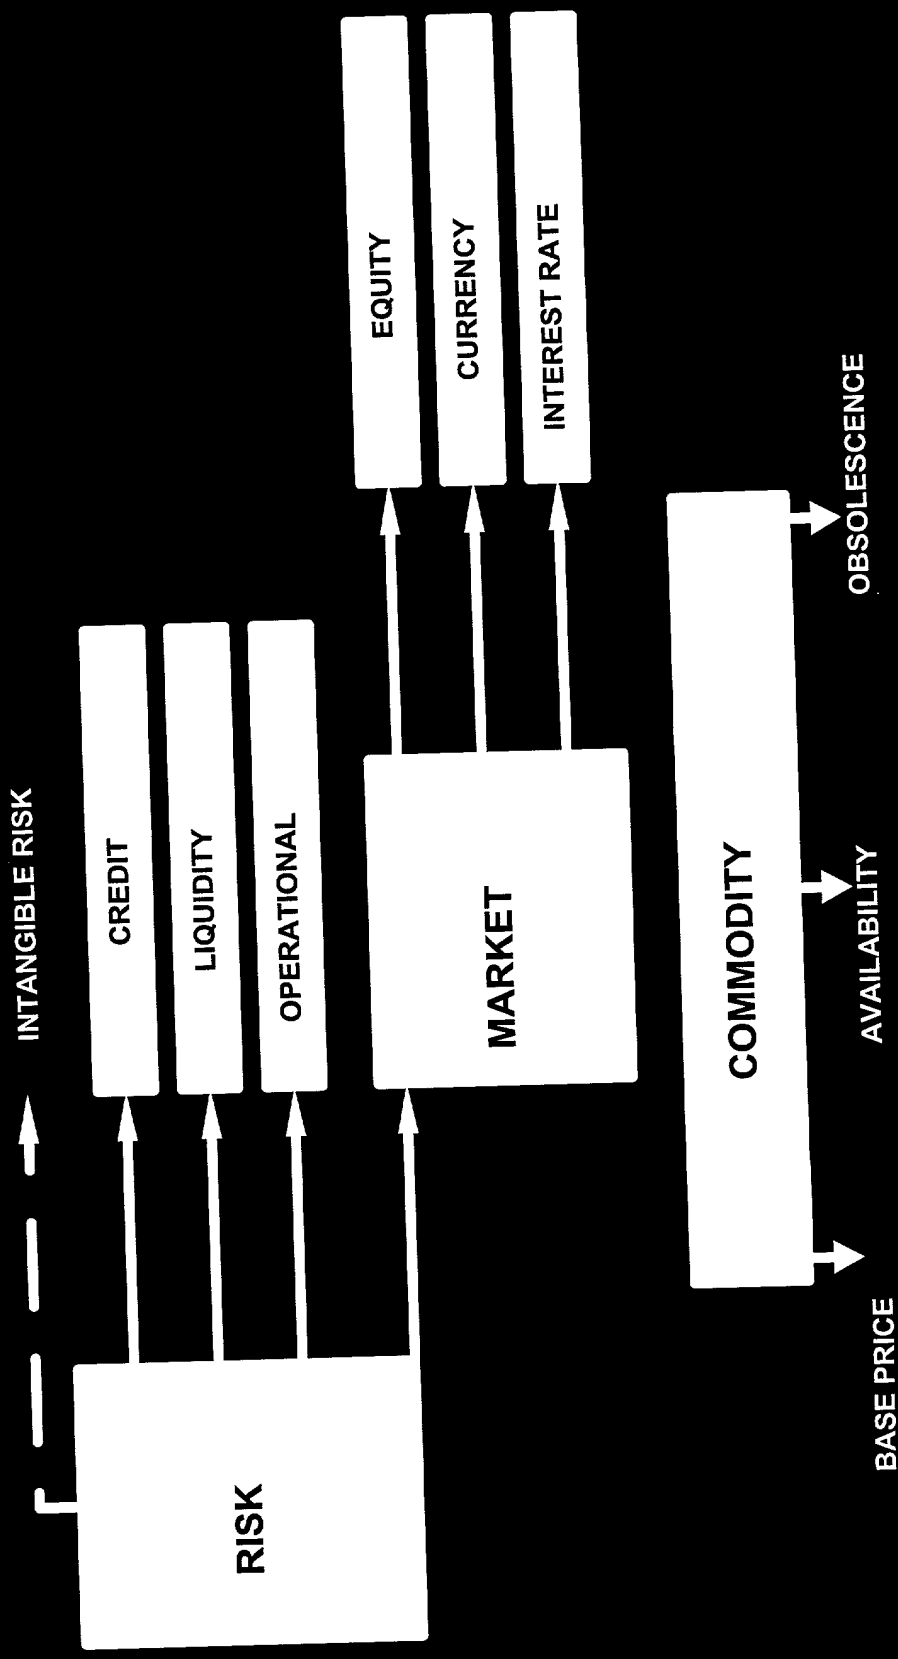 INTANGIBLE RISK
CREDIT
LIQUIDITY
OPERATIONAL
RISK
MARKET
EQUITY
CURRENCY
INTEREST RATE
COMMODITY
BASE PRICE
AVAILABILITY
OBSOLESCENCE